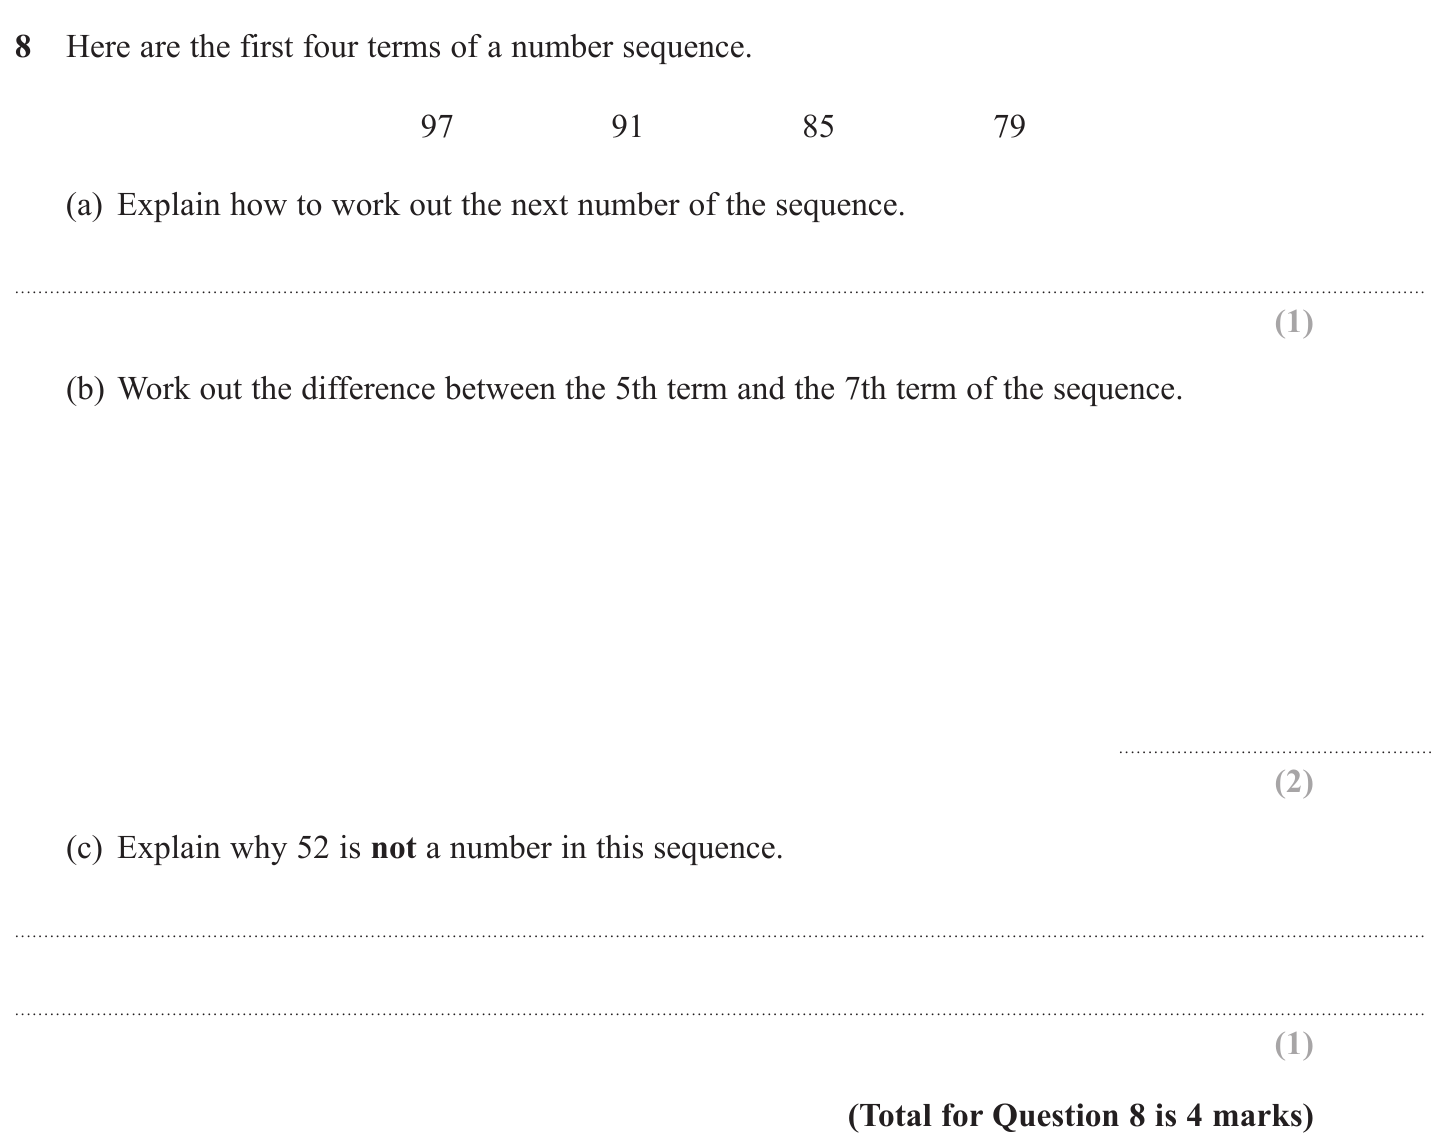 8 Here are the first four terms of a number sequence.
97 91 85 79
(a) Explain how to work out the next number of the sequence.
(1)
(b) Work out the difference between the 5th term and the 7th term of the sequence.
(2)
(c) Explain why 52 is not a number in this sequence.
(1)
(Total for Question 8 is 4 marks)